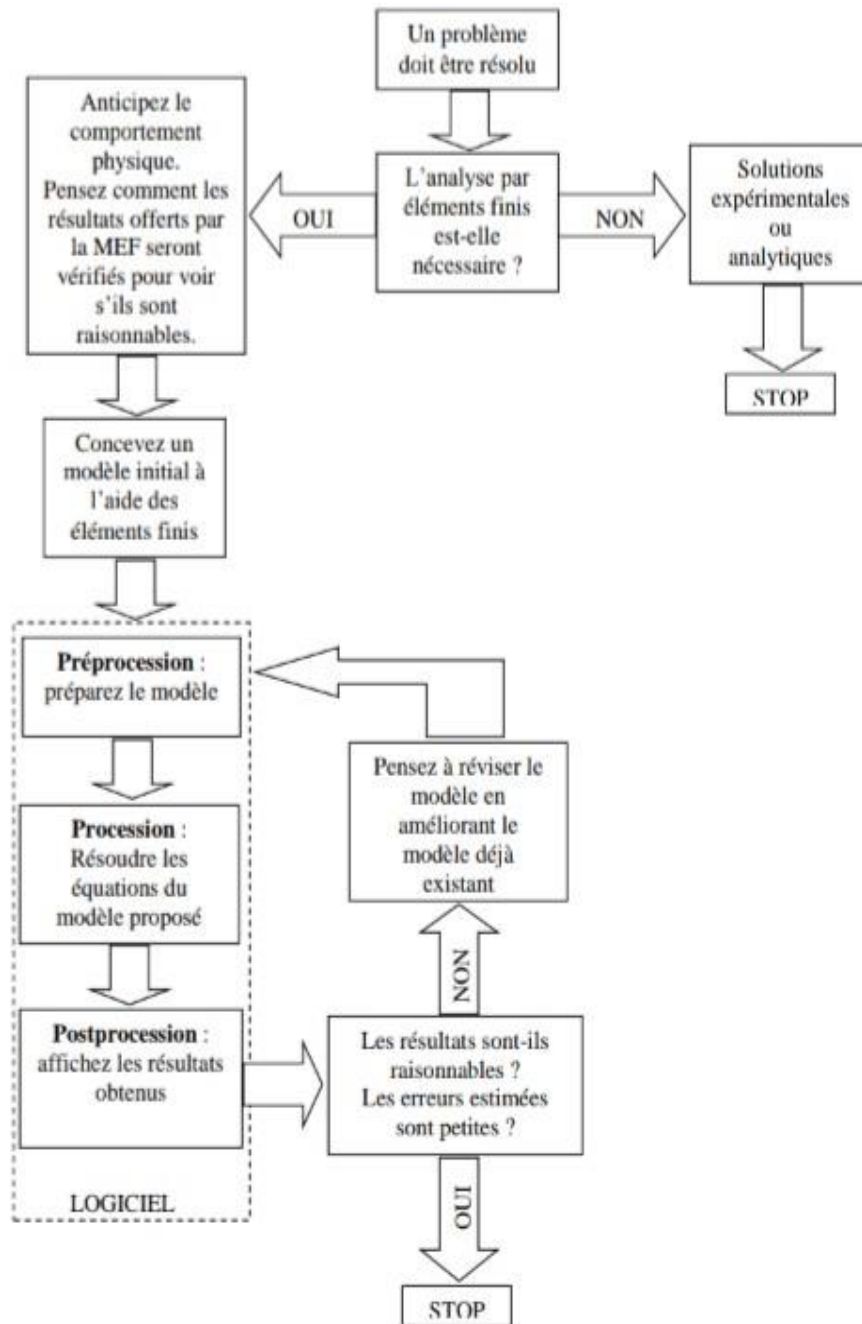 Un problème
doit être résolu
L'analyse par
éléments finis
est-elle
nécessaire ?
OUI
NON
Anticipez le
comportement
physique.
Pensez comment les
résultats offerts par
la MEF seront
vérifiés pour voir
s'ils sont
raisonnables.
Solutions
expérimentales
ou
analytiques
STOP
Concevez un
modèle initial à
l'aide des
éléments finis
Préprocession :
préparez le modèle
Procession :
Résoudre les
équations du
modèle proposé
Postprocession :
affichez les résultats
obtenus
LOGICIEL
Les résultats sont-ils
raisonnables ?
Les erreurs estimées
sont petites ?
NON
Pensez à réviser le
modèle en
améliorant le
modèle déjà
existant
OUI
STOP